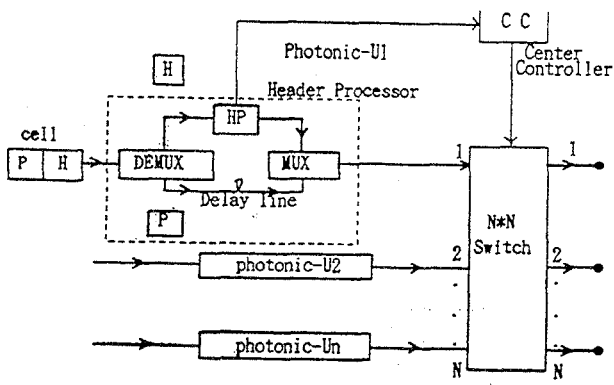 C C
Photonic-U1
Center
Controller
H
Header Processor
HP
cell
P H
DEMUX
MUX
1
1
Delay line
P
N*N
Switch
photonic-U2
2
2
photonic-Un
N
N